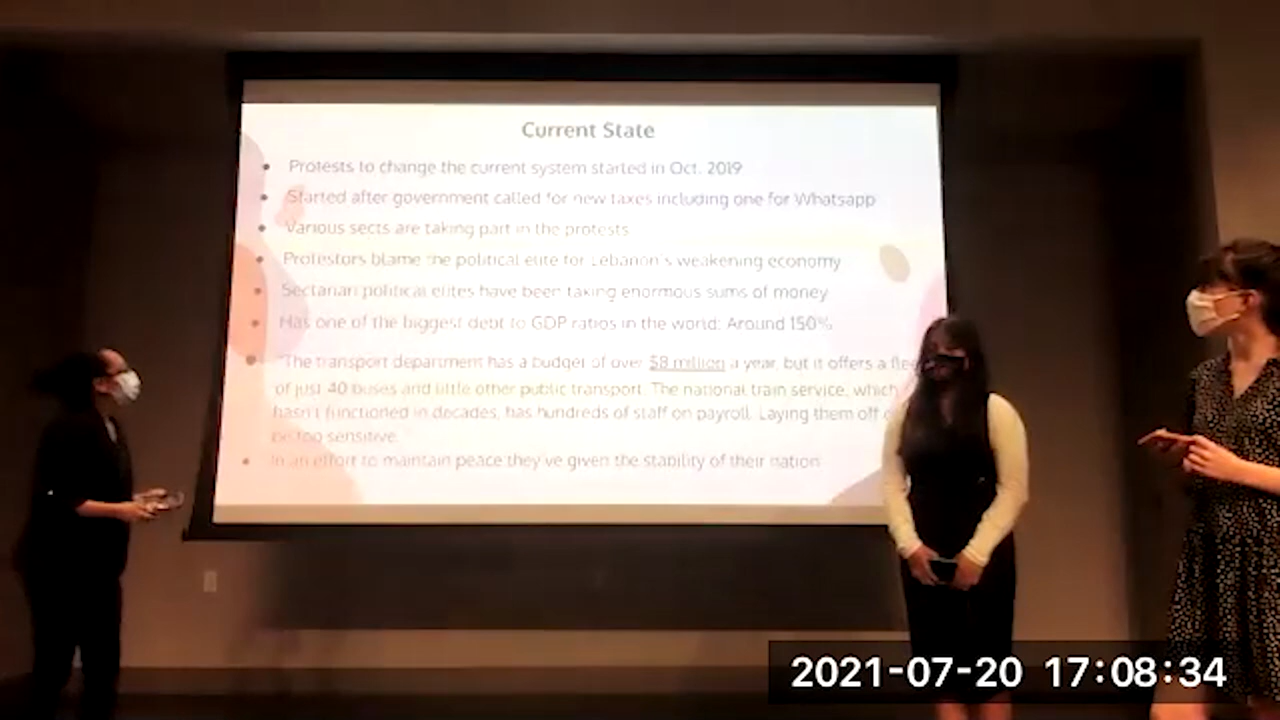 Current State
• Protests to change the current system started in Oct. 2019
• Started after government called for new taxes including one for Whatsapp
• Various sects are taking part in the protests
• Protestors blame the political elite for Lebanon's weakening economy
• Sectarian political elites have been taking enormous sums of money
• Has one of the biggest debt to GDP ratios in the world: Around 150%
• "The transport department has a budget of over $8 million a year, but it offers a
of just 40 buses and little other public transport. The national train service, which
hasn't functioned in decades, has hundreds of staff on payroll. Laying them off
be too sensitive.
• In an effort to maintain peace they've given the stability of their nation
2021-07-20 17:08:34